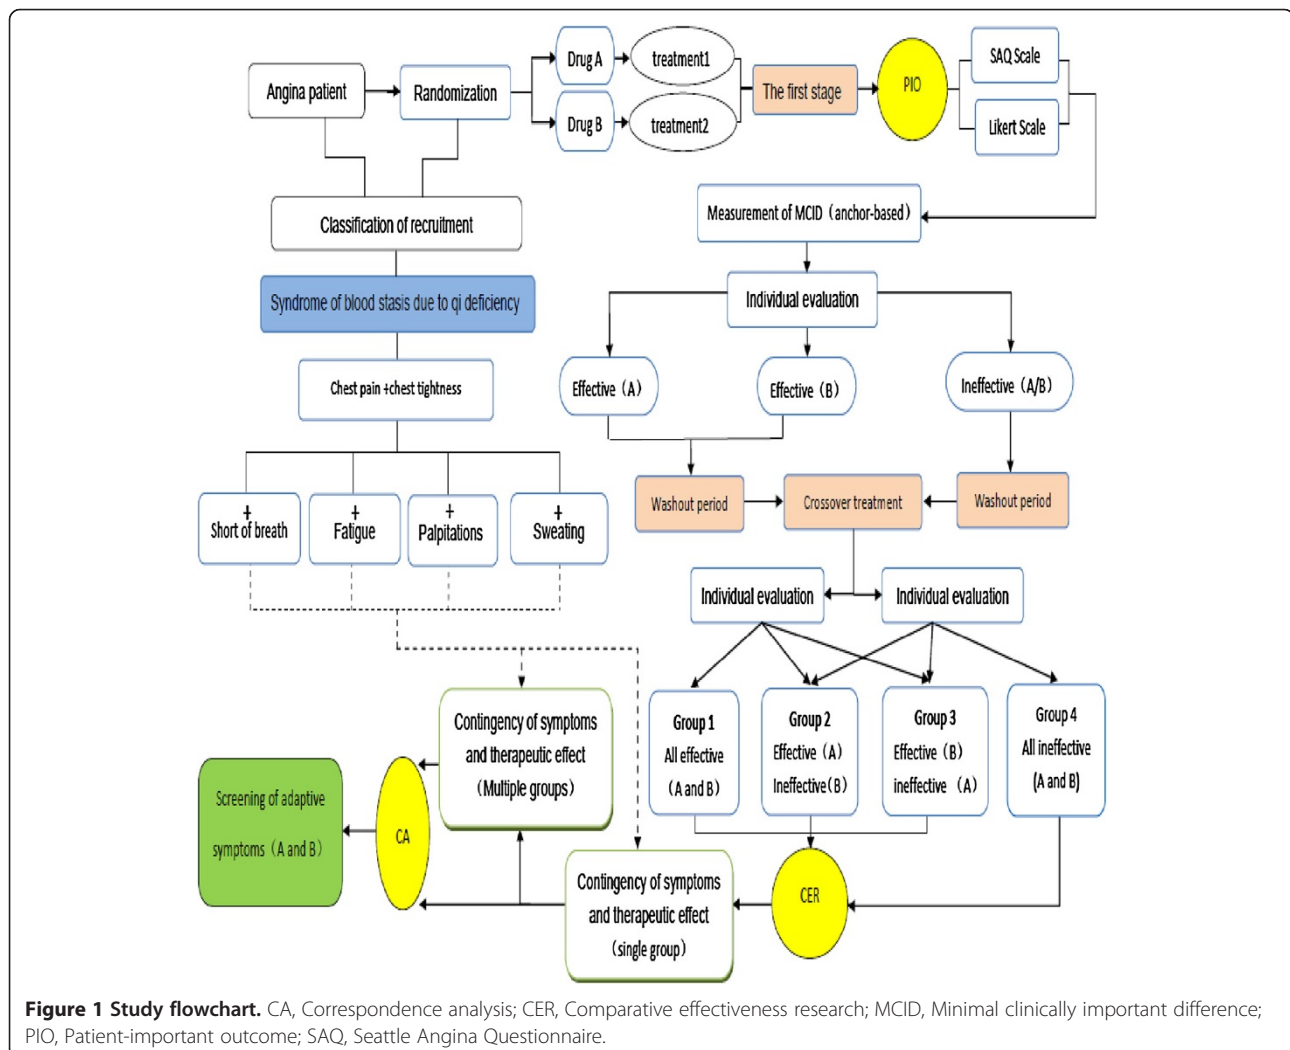 Angina patient
Randomization
Drug A
treatment1
Drug B
treatment2
The first stage
PIO
SAQ Scale
Likert Scale
Classification of recruitment
Measurement of MCID (anchor-based)
Syndrome of blood stasis due to qi deficiency
Individual evaluation
Chest pain +chest tightness
Effective (A)
Effective (B)
Ineffective (A/B)
+
Short of breath
+
Fatigue
+
Palpitations
+
Sweating
Washout period
Crossover treatment
Washout period
Individual evaluation
Individual evaluation
Group 1
All effective
(A and B)
Group 2
Effective (A)
Ineffective(B)
Group 3
Effective (B)
ineffective (A)
Group 4
All ineffective
(A and B)
Contingency of symptoms
and therapeutic effect
(Multiple groups)
Screening of adaptive
symptoms (A and B)
CA
Contingency of symptoms
and therapeutic effect
(single group)
CER
Figure 1 Study flowchart. CA, Correspondence analysis; CER, Comparative effectiveness research; MCID, Minimal clinically important difference;
PIO, Patient-important outcome; SAQ, Seattle Angina Questionnaire.